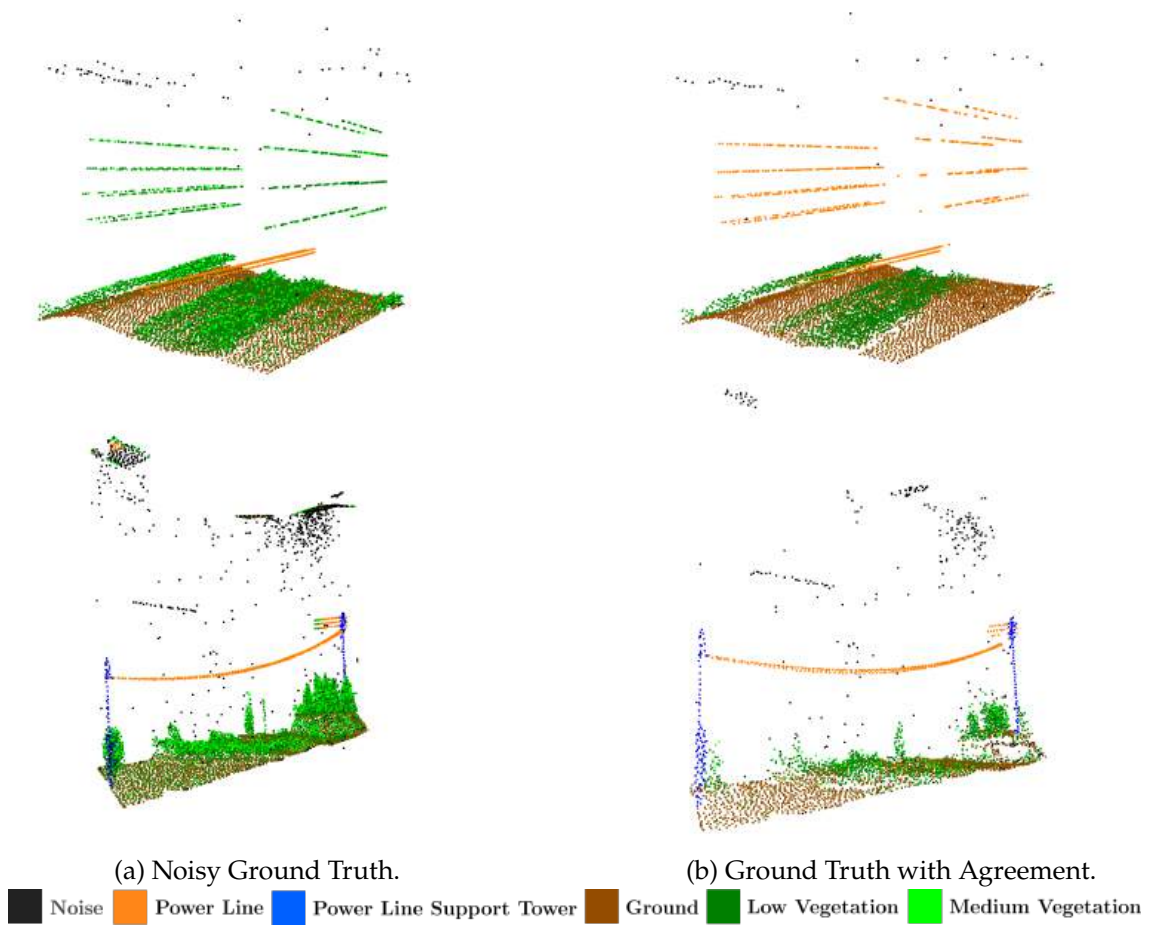 (a) Noisy Ground Truth. (b) Ground Truth with Agreement.
Noise Power Line Power Line Support Tower Ground Low Vegetation Medium Vegetation